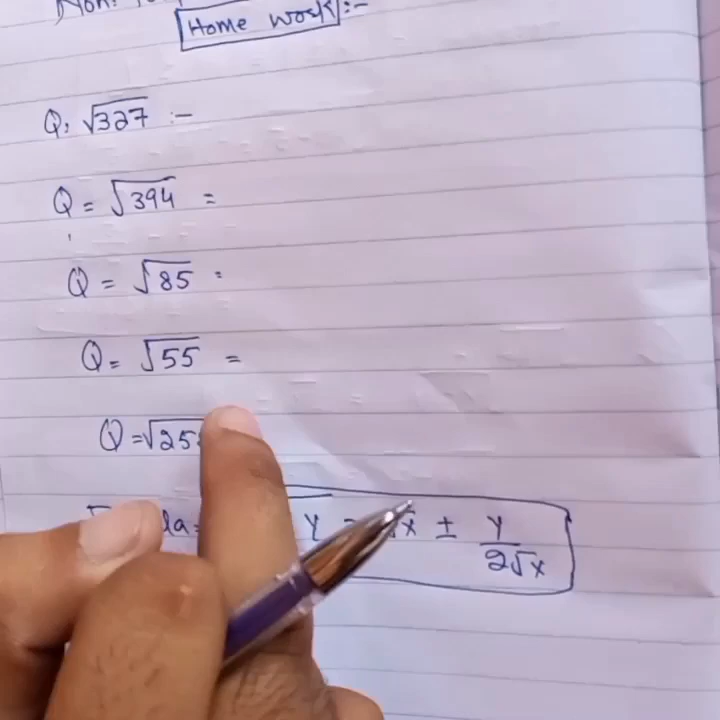 Home work :-
Q. √327 :-
Q = √394 =
Q = √85 =
Q = √55 =
Q = √25
Y = √x ± Y/2√x